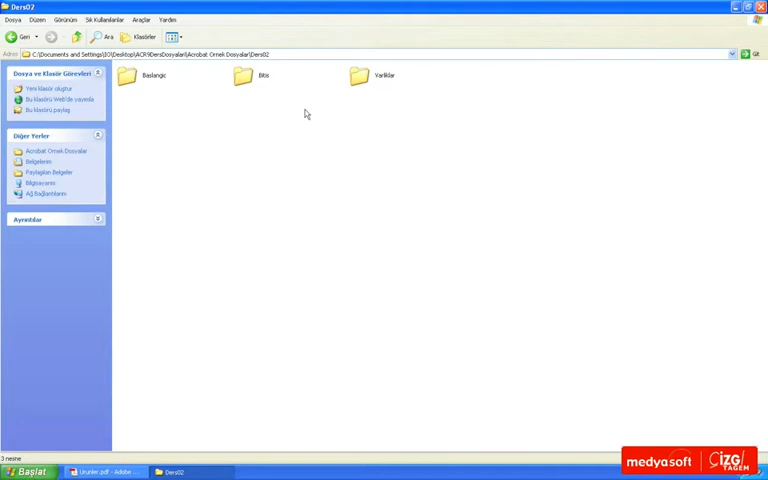 Ders02
Dosya Düzen Görünüm Sık Kullanılanlar Araçlar Yardım
Geri Ara Klasörler
Adres C:\Documents and Settings\IO\Desktop\ACR9DersDosyalari\Acrobat Ornek Dosyalar\Ders02 Git
Dosya ve Klasör Görevleri
Yeni klasör oluştur
Bu klasörü Web'de yayımla
Bu klasörü paylaş
Diğer Yerler
Acrobat Ornek Dosyalar
Belgelerim
Paylaşılan Belgeler
Bilgisayarım
Ağ Bağlantılarım
Ayrıntılar
Baslangic Bitis Varliklar
3 nesne
Başlat Urunler.pdf - Adobe ... Ders02
medyasoft çizgi TAGEM